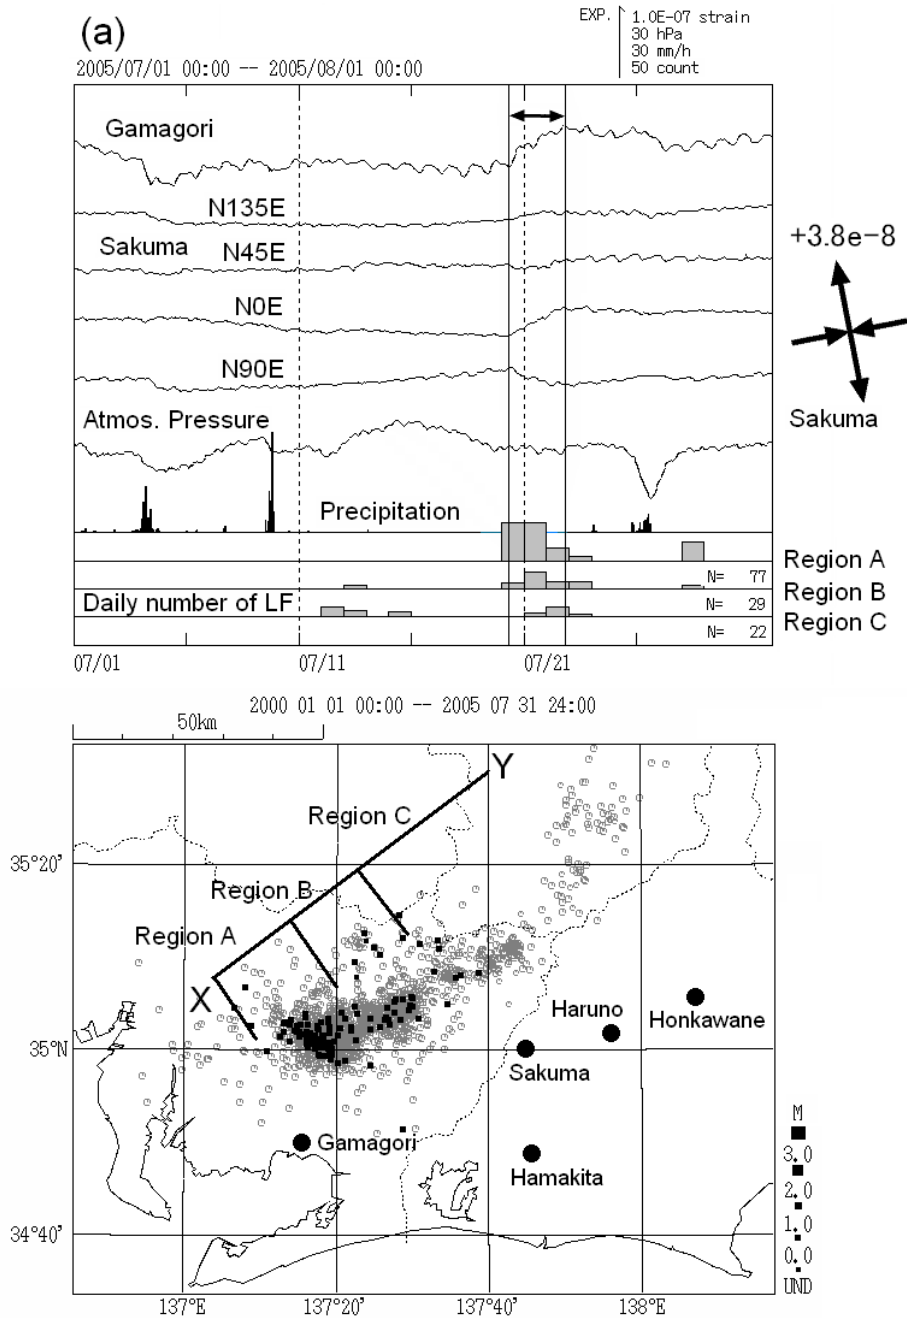 (a)
EXP. 1.0E-07 strain
30 hPa
30 mm/h
50 count
2005/07/01 00:00 -- 2005/08/01 00:00
Gamagori
N135E
Sakuma N45E
N0E
N90E
+3.8e-8
Sakuma
Atmos. Pressure
Precipitation
Region A
N= 77
Region B
Daily number of LF
N= 29
Region C
N= 22
07/01 07/11 07/21
2000 01 01 00:00 -- 2005 07 31 24:00
50km
Y
Region C
35°20'
Region B
Region A
X
Haruno
Honkawane
35°N
Sakuma
Gamagori
Hamakita
34°40'
M
3.0
2.0
1.0
0.0
UND
137°E 137°20' 137°40' 138°E